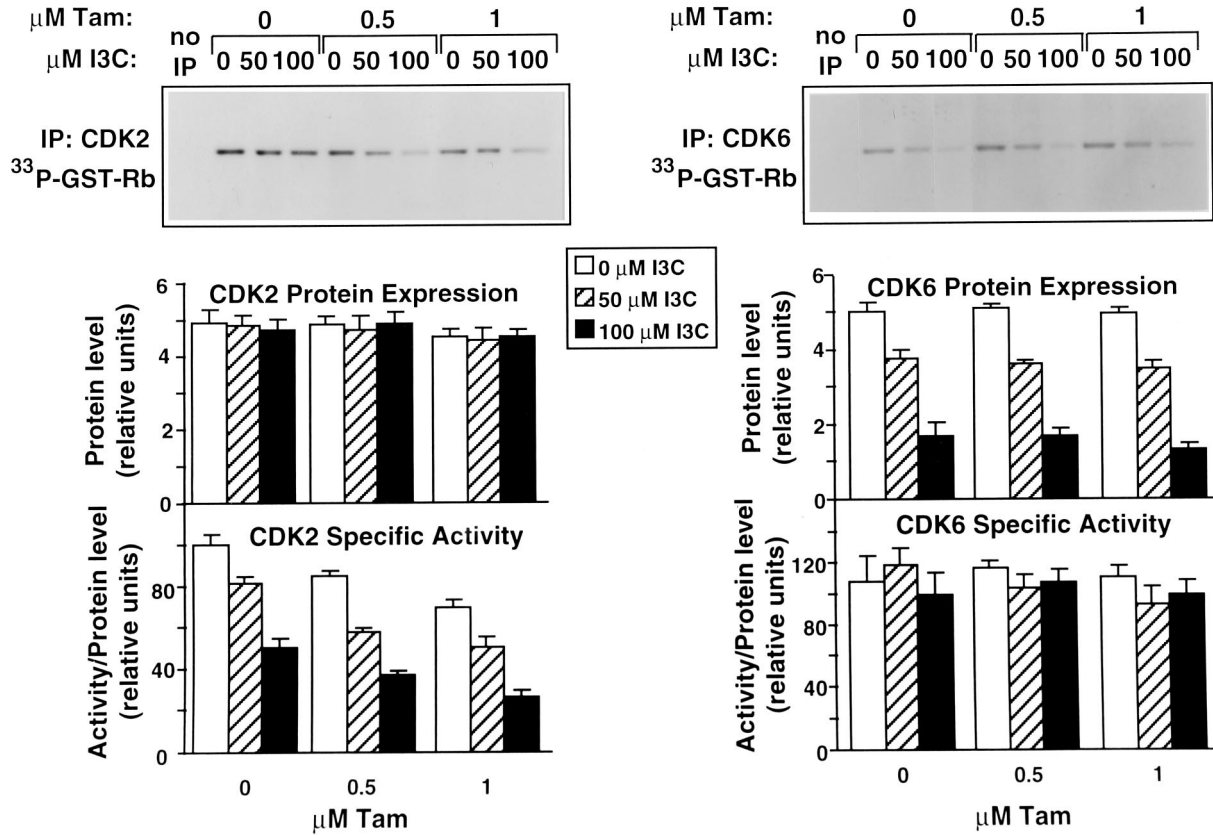 μM Tam: 0 0.5 1
μM I3C: no IP 0 50 100 0 50 100 0 50 100
IP: CDK2
³³P-GST-Rb
μM Tam: 0 0.5 1
μM I3C: no IP 0 50 100 0 50 100 0 50 100
IP: CDK6
³³P-GST-Rb
0 μM I3C
50 μM I3C
100 μM I3C
CDK2 Protein Expression
Protein level
(relative units)
6
4
2
0
CDK2 Specific Activity
Activity/Protein level
(relative units)
80
40
0
0 0.5 1
μM Tam
CDK6 Protein Expression
Protein level
(relative units)
6
4
2
0
CDK6 Specific Activity
Activity/Protein level
(relative units)
120
80
40
0
0 0.5 1
μM Tam